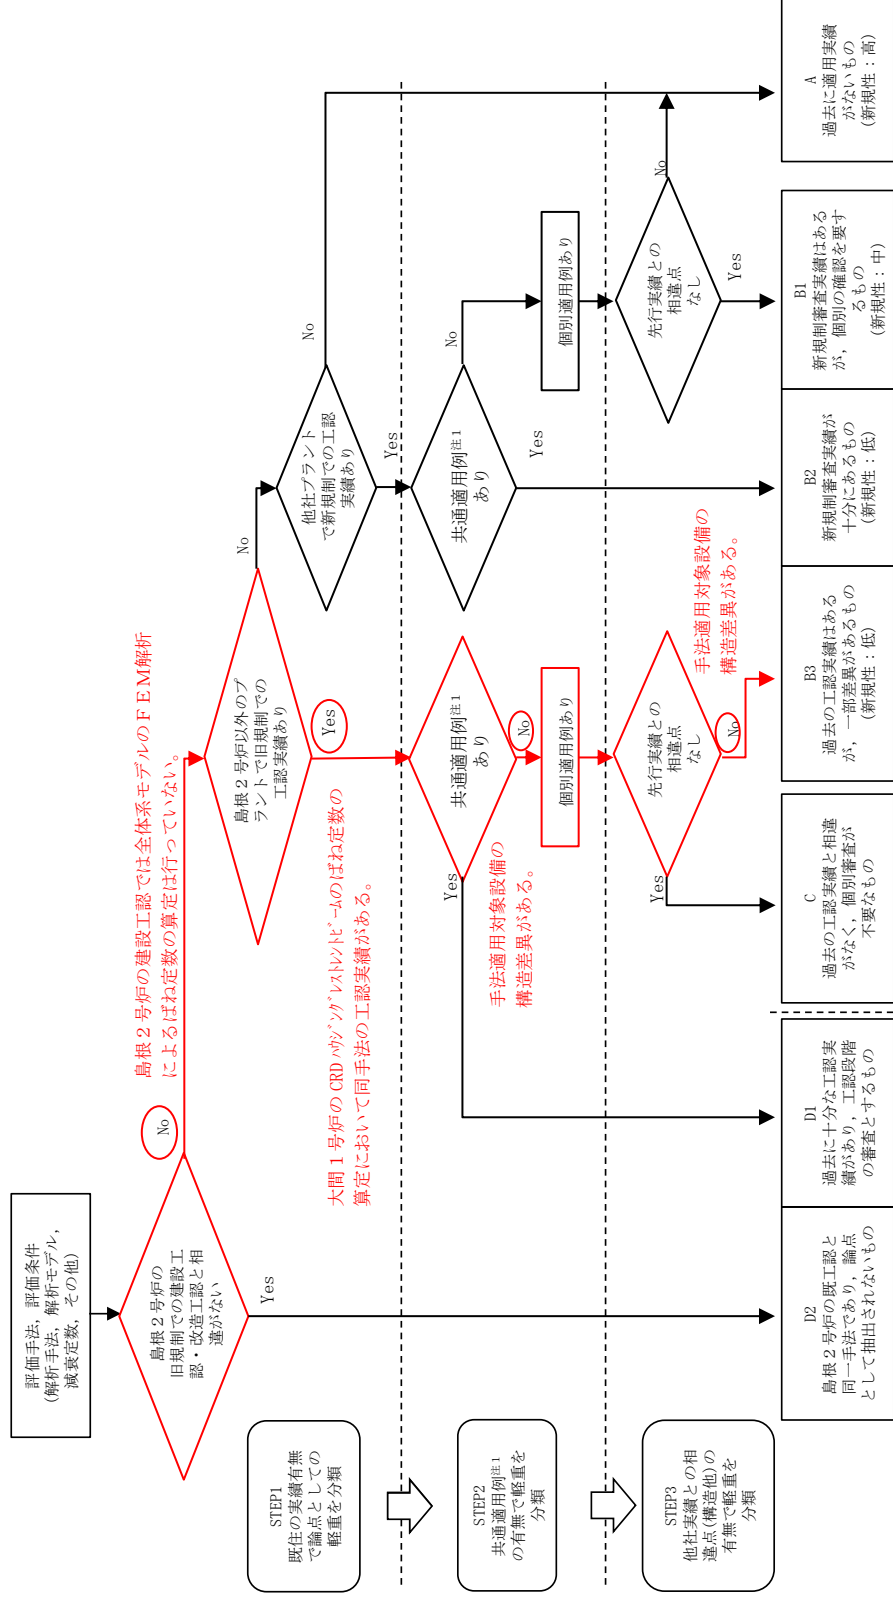 評価手法，評価条件
(解析手法，解析モデル，
減衰定数，その他)
島根２号炉の
旧規制での建設工
認・改造工認と相
違がない
No
Yes
島根２号炉の建設工認では全体系モデルのＦＥＭ解析
によるばね定数の算定は行っていない。
島根２号炉以外のプ
ラントで旧規制での
工認実績あり
No
Yes
大間１号炉の CRD ﾊｳｼﾞﾝｸﾞﾚｽﾄﾚﾝﾄﾋﾞｰﾑのばね定数の
算定において同手法の工認実績がある。
他社プラント
で新規制での工認
実績あり
No
Yes
STEP1
既住の実績有無
で論点としての
軽重を分類
共通適用例注１
あり
Yes
No
手法適用対象設備の
構造差異がある。
個別適用例あり
共通適用例注１
あり
No
Yes
個別適用例あり
STEP2
共通適用例注１
の有無で軽重を
分類
先行実績との
相違点
なし
Yes
No
手法適用対象設備の
構造差異がある。
先行実績との
相違点
なし
No
Yes
STEP3
他社実績との相
違点(構造他)の
有無で軽重を
分類
D2
島根２号炉の既工認と
同一手法であり，論点
として抽出されないもの
D1
過去に十分な工認実
績があり，工認段階
の審査とするもの
C
過去の工認実績と相違
がなく，個別審査が
不要なもの
B3
過去の工認実績はある
が，一部差異があるもの
(新規性：低)
B2
新規制審査実績が
十分にあるもの
(新規性：低)
B1
新規制審査実績はある
が，個別の確認を要す
るもの
(新規性：中)
A
過去に適用実績
がないもの
(新規性：高)